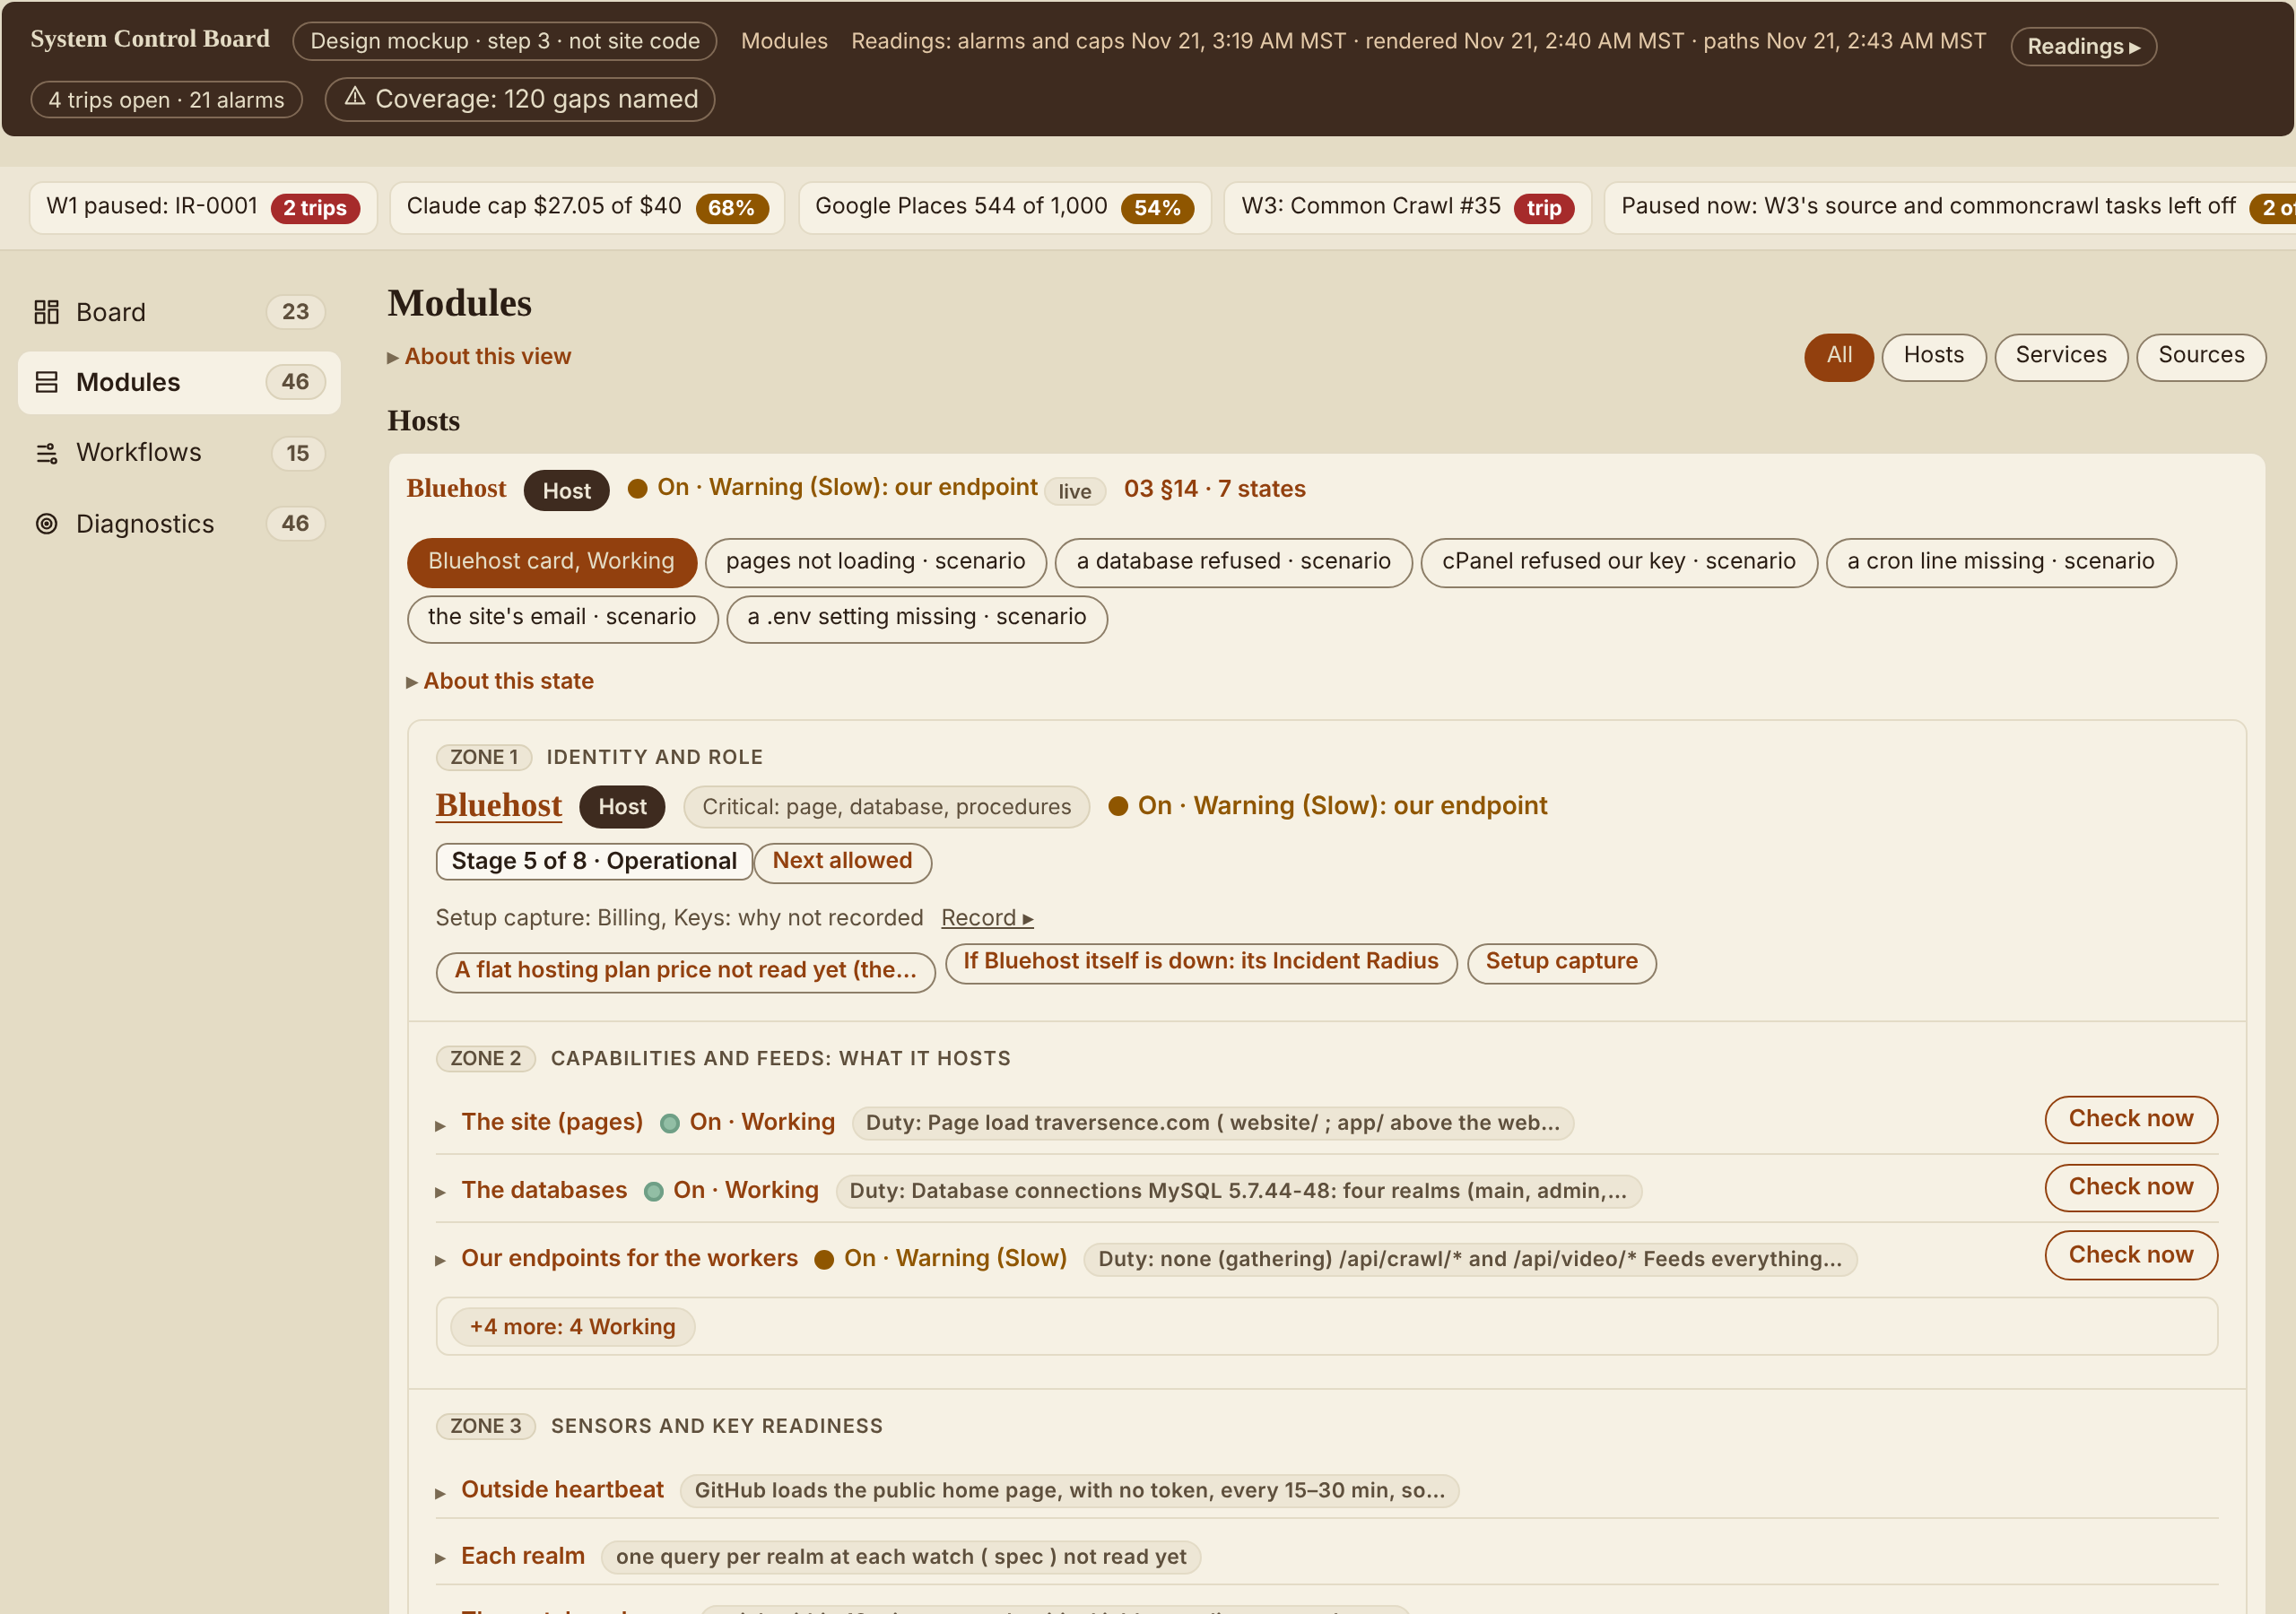 System Control Board Design mockup · step 3 · not site code Modules Readings: alarms and caps Nov 21, 3:19 AM MST · rendered Nov 21, 2:40 AM MST · paths Nov 21, 2:43 AM MST Readings ▸
4 trips open · 21 alarms ⚠ Coverage: 120 gaps named
W1 paused: IR-0001 2 trips Claude cap $27.05 of $40 68% Google Places 544 of 1,000 54% W3: Common Crawl #35 trip Paused now: W3's source and commoncrawl tasks left off 2
Board 23
Modules 46
Workflows 15
Diagnostics 46
Modules
▸ About this view
All Hosts Services Sources
Hosts
Bluehost Host On · Warning (Slow): our endpoint live 03 §14 · 7 states
Bluehost card, Working pages not loading · scenario a database refused · scenario cPanel refused our key · scenario a cron line missing · scenario
the site's email · scenario a .env setting missing · scenario
▸ About this state
ZONE 1 IDENTITY AND ROLE
Bluehost Host Critical: page, database, procedures On · Warning (Slow): our endpoint
Stage 5 of 8 · Operational Next allowed
Setup capture: Billing, Keys: why not recorded Record ▸
A flat hosting plan price not read yet (the... If Bluehost itself is down: its Incident Radius Setup capture
ZONE 2 CAPABILITIES AND FEEDS: WHAT IT HOSTS
▸ The site (pages) On · Working Duty: Page load traversence.com ( website/ ; app/ above the web... Check now
▸ The databases On · Working Duty: Database connections MySQL 5.7.44-48: four realms (main, admin,... Check now
▸ Our endpoints for the workers On · Warning (Slow) Duty: none (gathering) /api/crawl/* and /api/video/* Feeds everything... Check now
+4 more: 4 Working
ZONE 3 SENSORS AND KEY READINESS
▸ Outside heartbeat GitHub loads the public home page, with no token, every 15–30 min, so...
▸ Each realm one query per realm at each watch ( spec ) not read yet